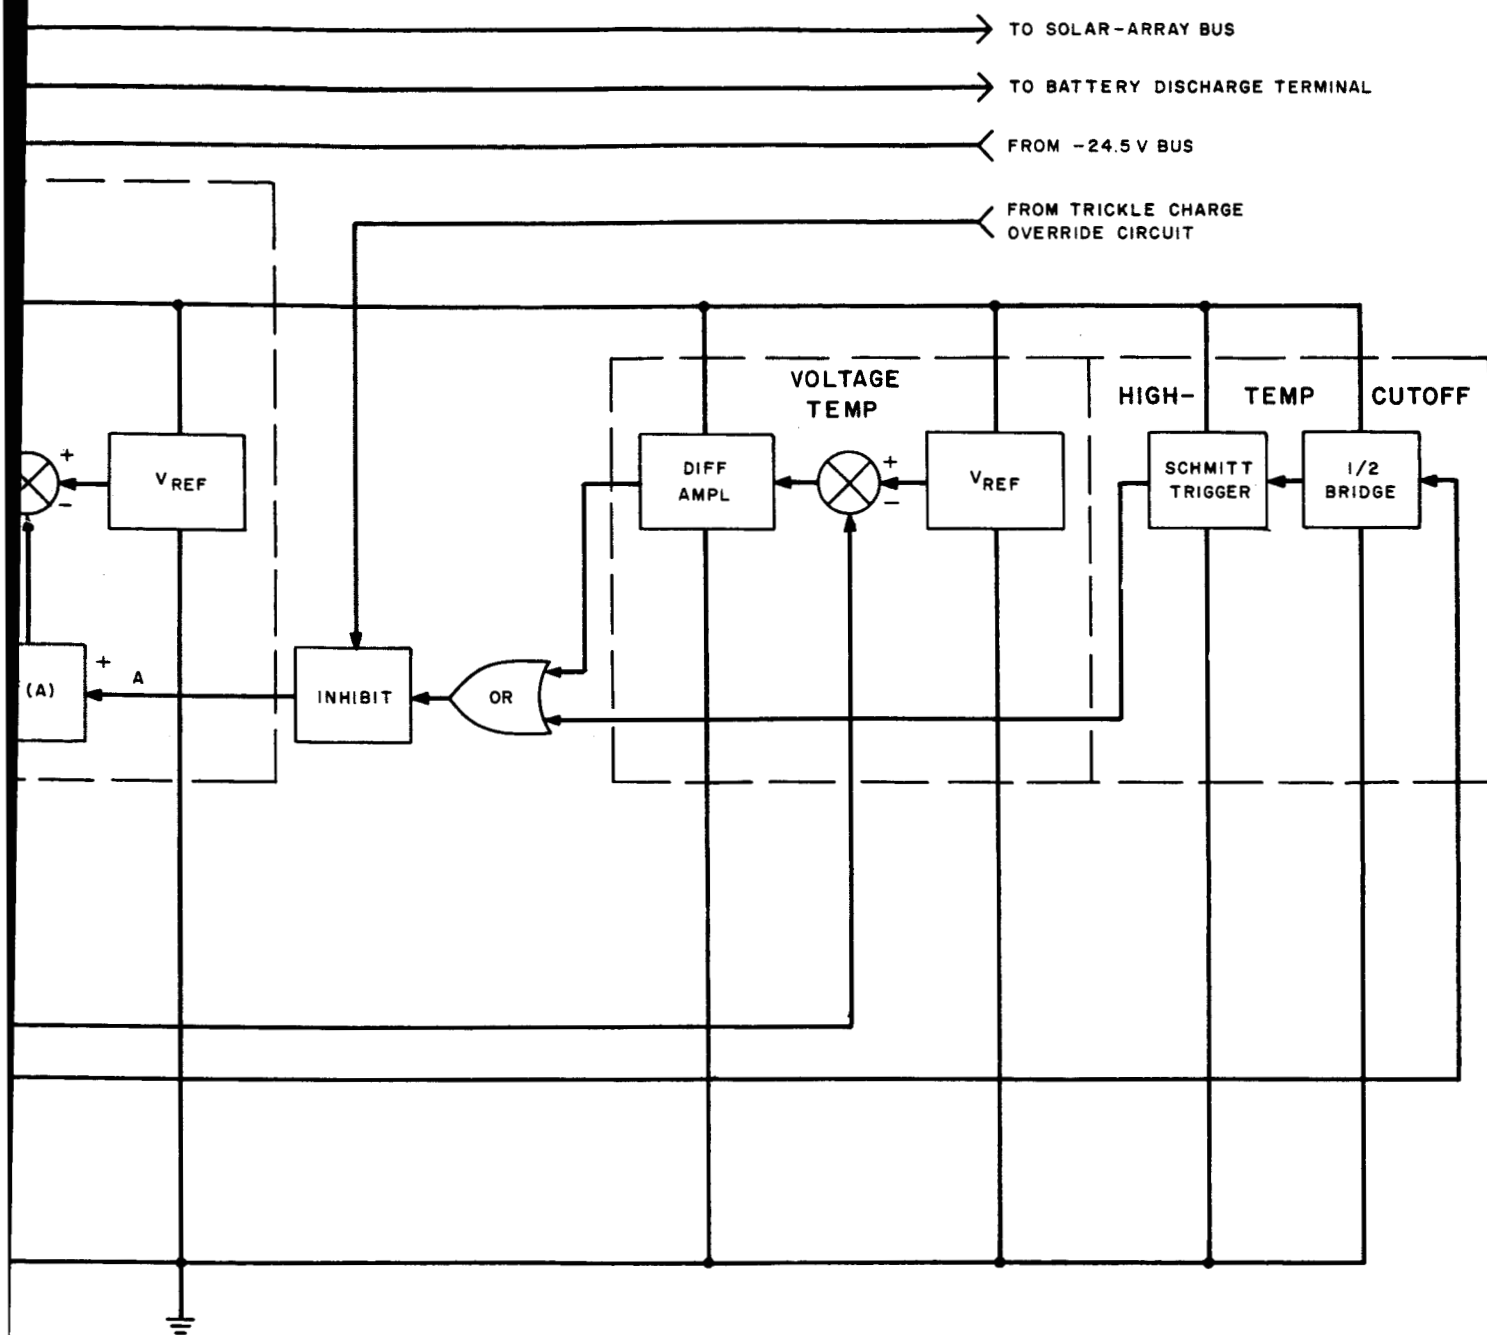 TO SOLAR-ARRAY BUS
TO BATTERY DISCHARGE TERMINAL
FROM -24.5 V BUS
FROM TRICKLE CHARGE
OVERRIDE CIRCUIT
VOLTAGE
TEMP
HIGH- TEMP CUTOFF
+
-
VREF
DIFF
AMPL
+
-
VREF
SCHMITT
TRIGGER
1/2
BRIDGE
(A)
+
A
INHIBIT
OR